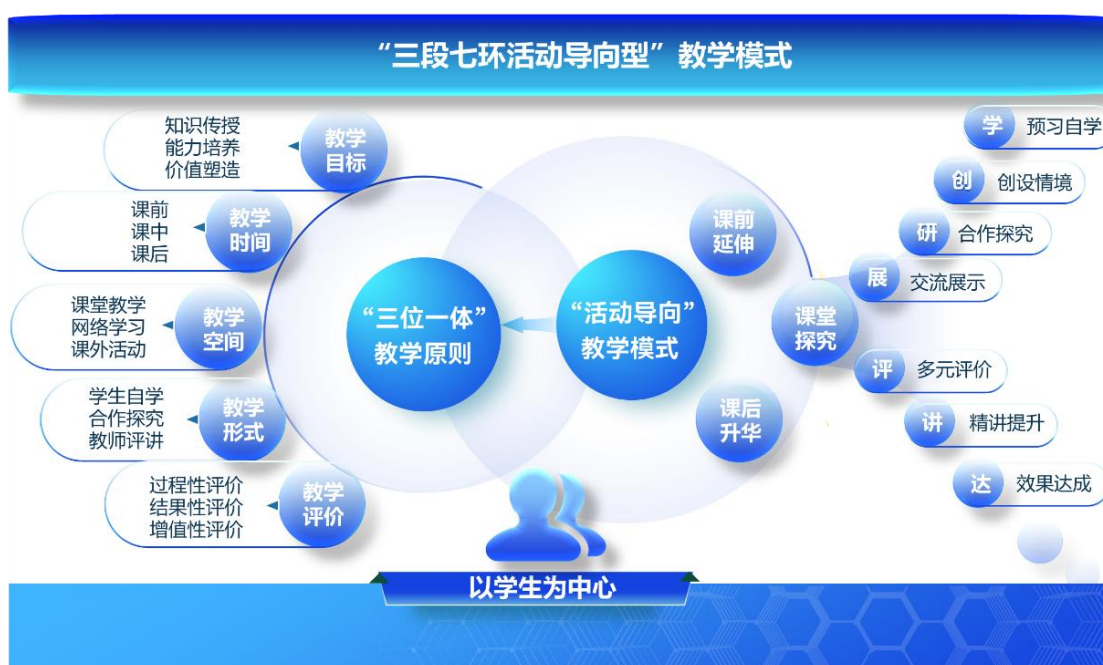 “三段七环活动导向型”教学模式
知识传授
能力培养
价值塑造
教学
目标
课前
课中
课后
教学
时间
课堂教学
网络学习
课外活动
教学
空间
学生自学
合作探究
教师评讲
教学
形式
过程性评价
结果性评价
增值性评价
教学
评价
“三位一体”
教学原则
“活动导向”
教学模式
课前
延伸
课堂
探究
课后
升华
学 预习自学
创 创设情境
研 合作探究
展 交流展示
评 多元评价
讲 精讲提升
达 效果达成
以学生为中心